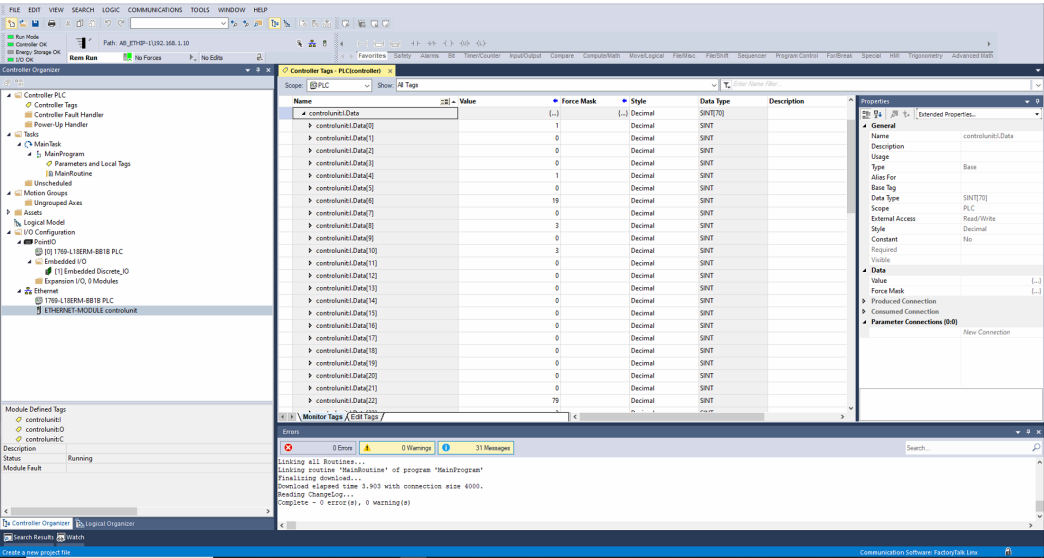 FILE EDIT VIEW SEARCH LOGIC COMMUNICATIONS TOOLS WINDOW HELP
Run Mode
Controller OK
Energy Storage OK
I/O OK
Path: AB_ETHIP-1\192.168.1.10
Rem Run No Forces No Edits
Favorites Safety Alarms Bit Timer/Counter Input/Output Compare Compute/Math Move/Logical File/Misc File/Shift Sequencer Program Control For/Break Special HMI Trigonometry Advanced Math
Controller Organizer
Controller PLC
Controller Tags
Controller Fault Handler
Power-Up Handler
Tasks
MainTask
MainProgram
Parameters and Local Tags
MainRoutine
Unscheduled
Motion Groups
Ungrouped Axes
Assets
Logical Model
I/O Configuration
PointIO
[0] 1769-L18ERM-BB1B PLC
Embedded I/O
[1] Embedded Discrete_IO
Expansion I/O, 0 Modules
Ethernet
1769-L18ERM-BB1B PLC
ETHERNET-MODULE controlunit
Module Defined Tags
controlunit:I
controlunit:O
controlunit:C
Description
Status Running
Module Fault
Controller Organizer Logical Organizer
Controller Tags - PLC(controller)
Scope: PLC Show: All Tags Enter Name Filter...
Name Value Force Mask Style Data Type Description
controlunit:I.Data {...} {...} Decimal SINT[70]
controlunit:I.Data[0] 1 Decimal SINT
controlunit:I.Data[1] 0 Decimal SINT
controlunit:I.Data[2] 0 Decimal SINT
controlunit:I.Data[3] 0 Decimal SINT
controlunit:I.Data[4] 1 Decimal SINT
controlunit:I.Data[5] 0 Decimal SINT
controlunit:I.Data[6] 19 Decimal SINT
controlunit:I.Data[7] 0 Decimal SINT
controlunit:I.Data[8] 3 Decimal SINT
controlunit:I.Data[9] 0 Decimal SINT
controlunit:I.Data[10] 3 Decimal SINT
controlunit:I.Data[11] 0 Decimal SINT
controlunit:I.Data[12] 0 Decimal SINT
controlunit:I.Data[13] 0 Decimal SINT
controlunit:I.Data[14] 0 Decimal SINT
controlunit:I.Data[15] 0 Decimal SINT
controlunit:I.Data[16] 0 Decimal SINT
controlunit:I.Data[17] 0 Decimal SINT
controlunit:I.Data[18] 0 Decimal SINT
controlunit:I.Data[19] 0 Decimal SINT
controlunit:I.Data[20] 0 Decimal SINT
controlunit:I.Data[21] 0 Decimal SINT
controlunit:I.Data[22] 79 Decimal SINT
Monitor Tags Edit Tags
Properties
Extended Properties...
General
Name controlunit:I.Data
Description
Usage
Type Base
Alias For
Base Tag
Data Type SINT[70]
Scope PLC
External Access Read/Write
Style Decimal
Constant No
Required
Visible
Data
Value {...}
Force Mask {...}
Produced Connection
Consumed Connection
Parameter Connections {0:0}
New Connection
Errors
0 Errors 0 Warnings 31 Messages Search...
Linking all Routines...
Linking routine 'MainRoutine' of program 'MainProgram'
Finalizing download...
Download elapsed time 3.903 with connection size 4000.
Reading ChangeLog...
Complete - 0 error(s), 0 warning(s)
Search Results Watch
Create a new project file Communication Software: FactoryTalk Linx